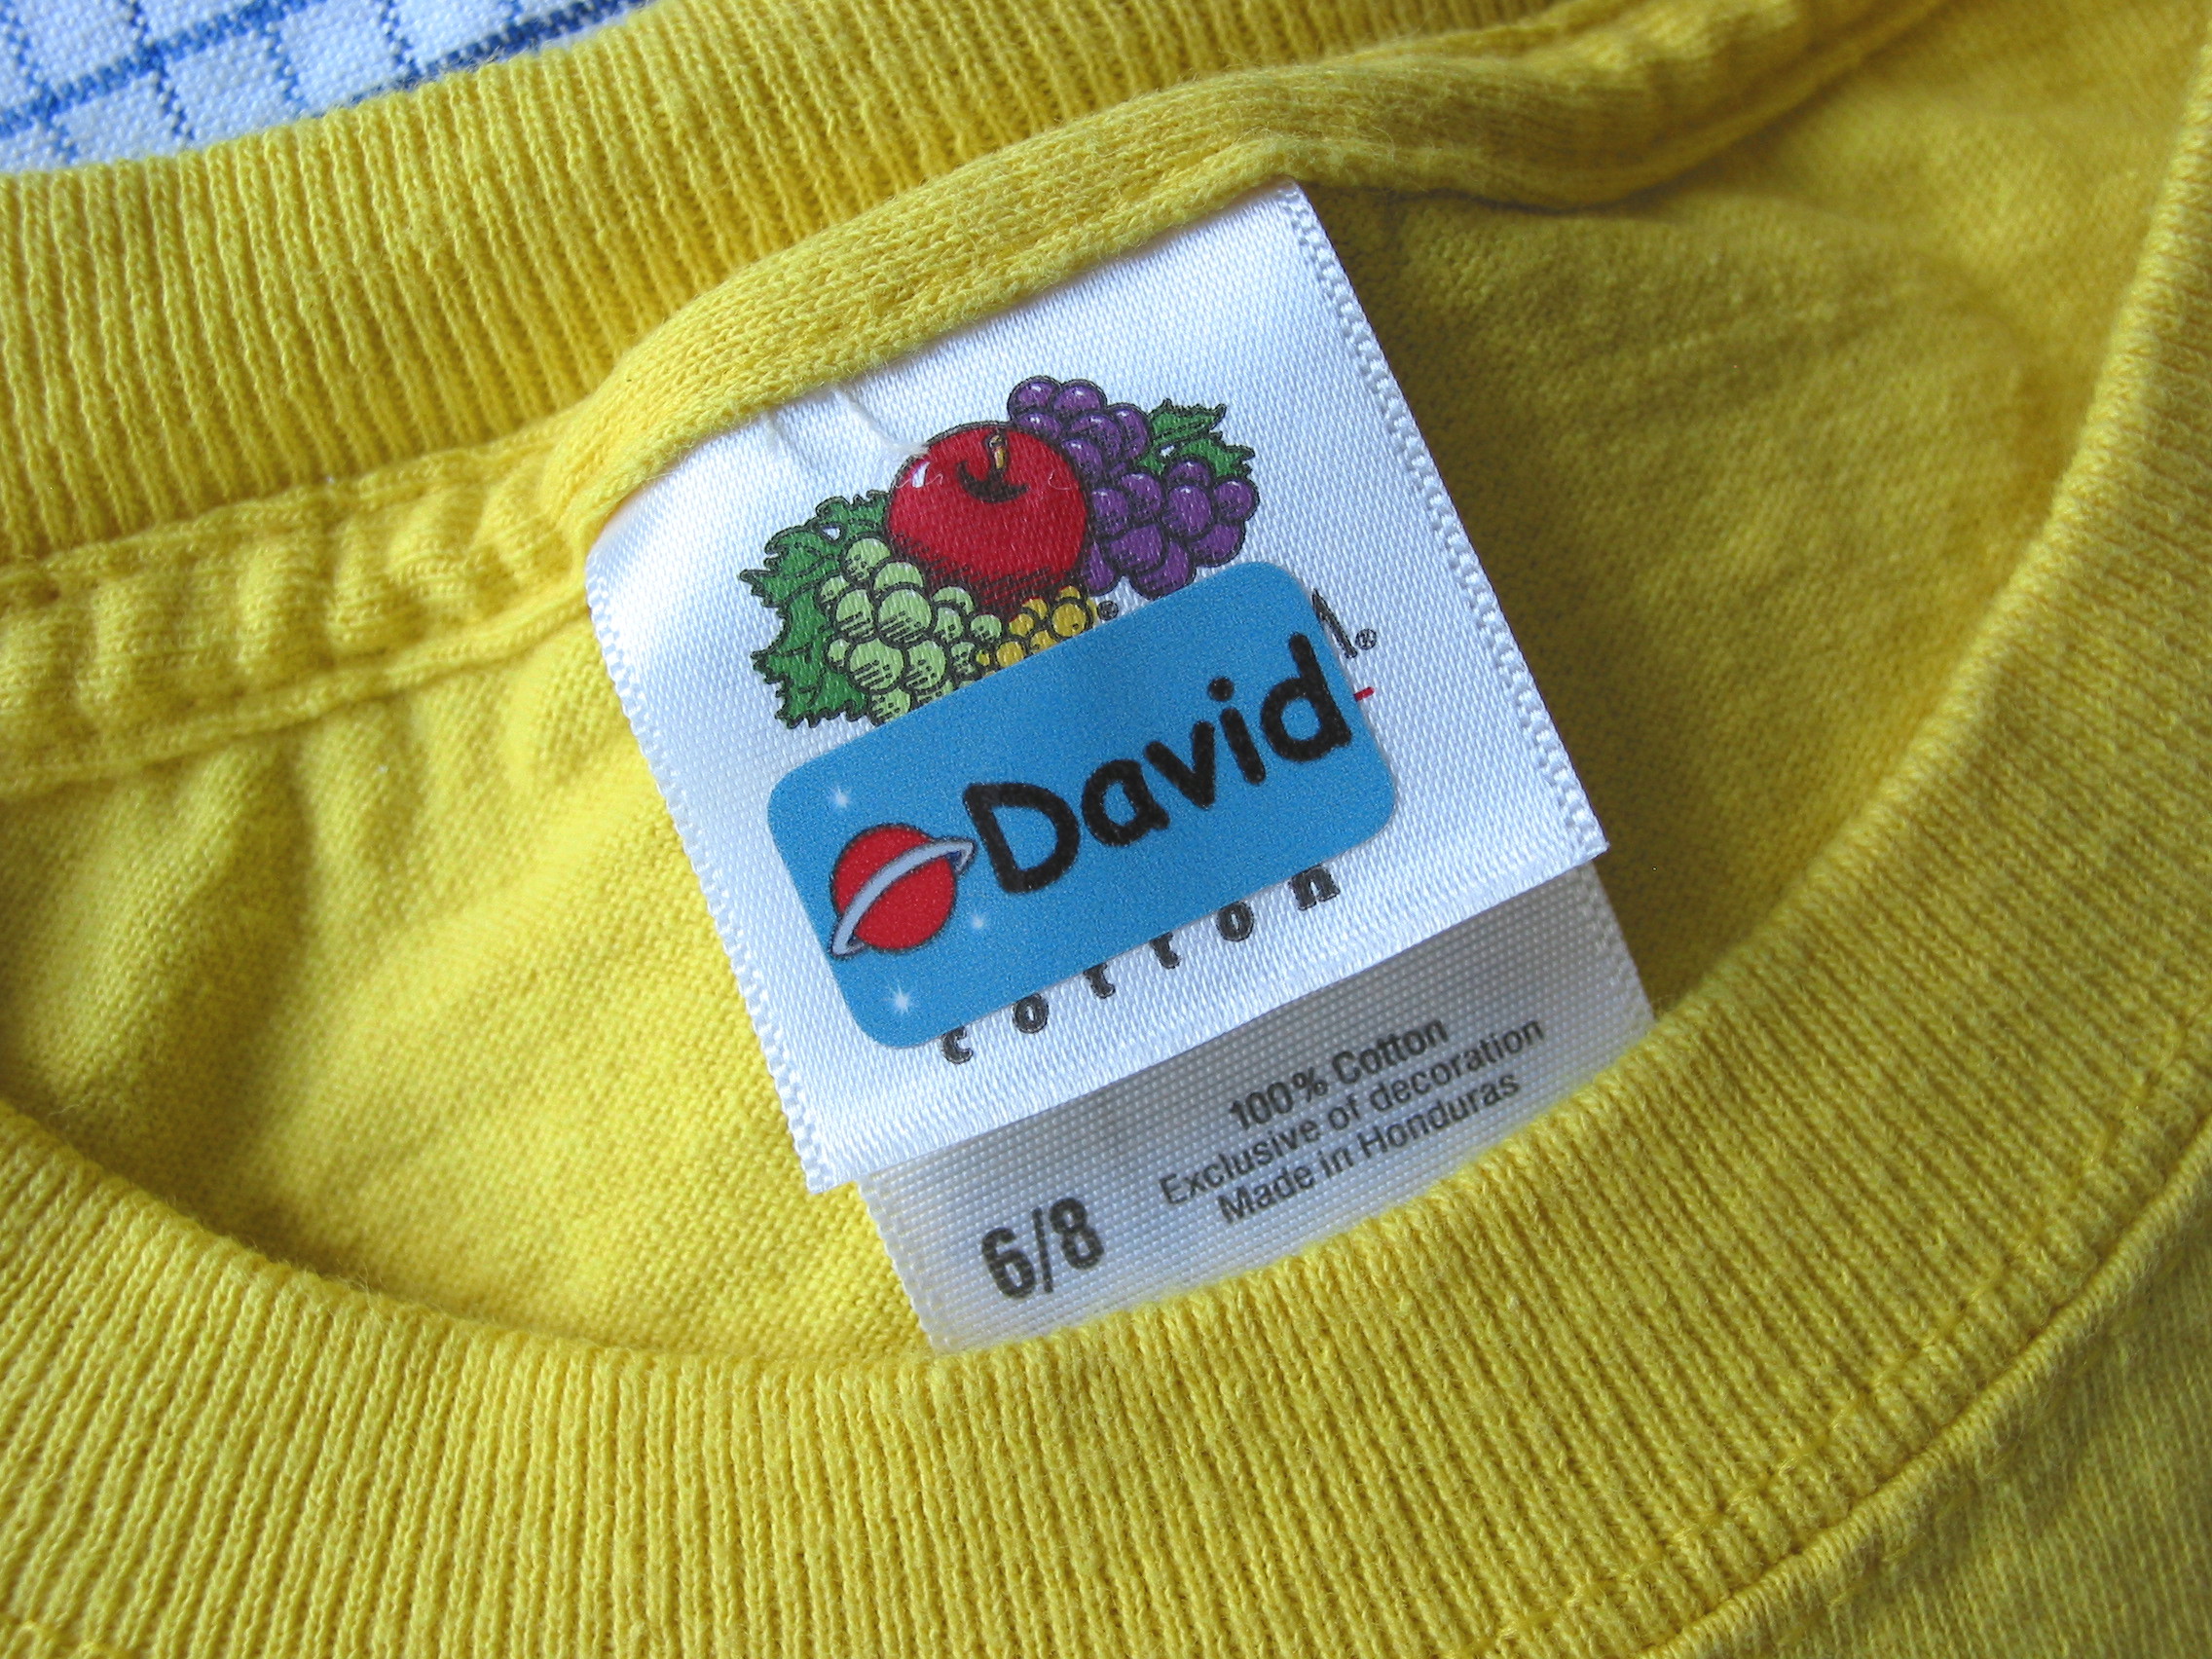 David
cotton
100% Cotton
Exclusive of decoration
Made in Honduras
6/8